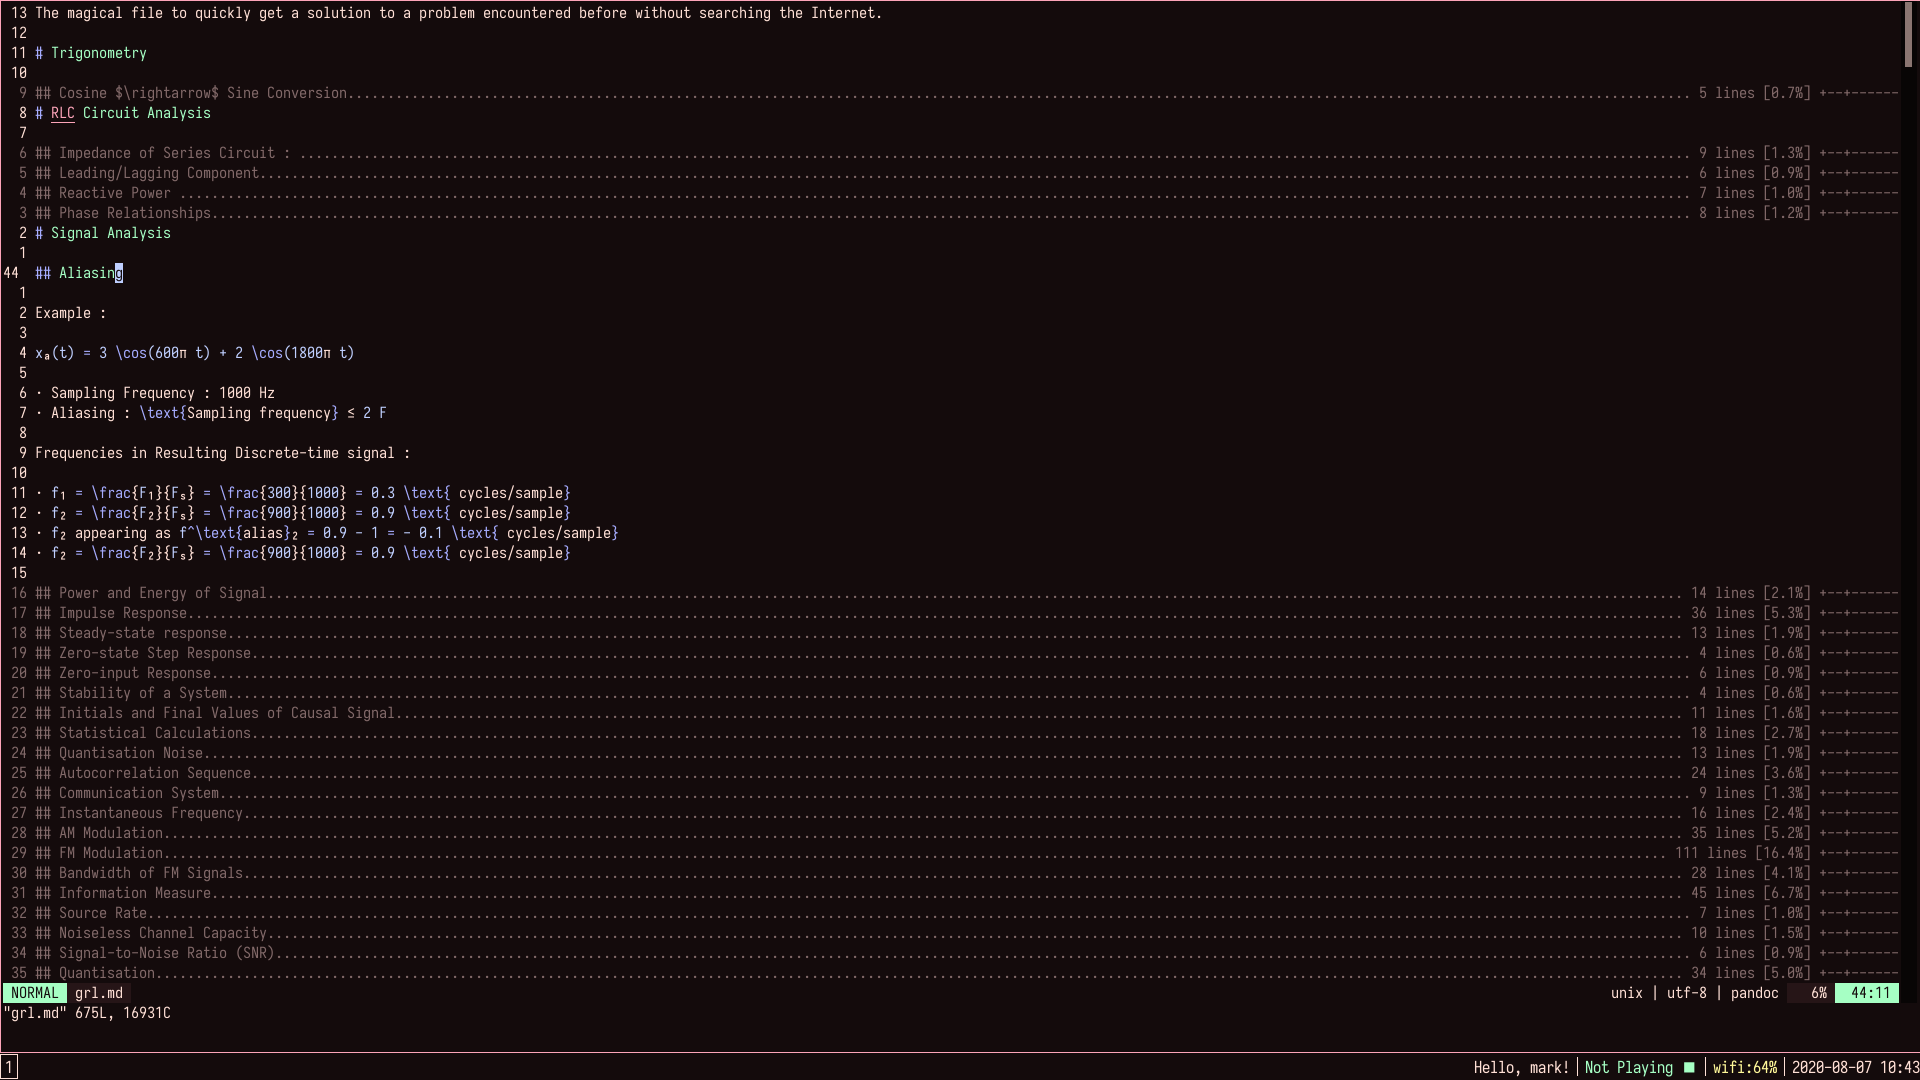 13 The magical file to quickly get a solution to a problem encountered before without searching the Internet.
12
11 # Trigonometry
10
9 ## Cosine $\rightarrow$ Sine Conversion........ 5 lines [0.7%] +--+------
8 # RLC Circuit Analysis
7
6 ## Impedance of Series Circuit : ........ 9 lines [1.3%] +--+------
5 ## Leading/Lagging Component........ 6 lines [0.9%] +--+------
4 ## Reactive Power ........ 7 lines [1.0%] +--+------
3 ## Phase Relationships........ 8 lines [1.2%] +--+------
2 # Signal Analysis
1
44 ## Aliasing
1
2 Example :
3
4 xₐ(t) = 3 \cos(600π t) + 2 \cos(1800π t)
5
6 · Sampling Frequency : 1000 Hz
7 · Aliasing : \text{Sampling frequency} ≤ 2 F
8
9 Frequencies in Resulting Discrete-time signal :
10
11 · f₁ = \frac{F₁}{Fₛ} = \frac{300}{1000} = 0.3 \text{ cycles/sample}
12 · f₂ = \frac{F₂}{Fₛ} = \frac{900}{1000} = 0.9 \text{ cycles/sample}
13 · f₂ appearing as f^\text{alias}₂ = 0.9 - 1 = - 0.1 \text{ cycles/sample}
14 · f₂ = \frac{F₂}{Fₛ} = \frac{900}{1000} = 0.9 \text{ cycles/sample}
15
16 ## Power and Energy of Signal........ 14 lines [2.1%] +--+------
17 ## Impulse Response........ 36 lines [5.3%] +--+------
18 ## Steady-state response........ 13 lines [1.9%] +--+------
19 ## Zero-state Step Response........ 4 lines [0.6%] +--+------
20 ## Zero-input Response........ 6 lines [0.9%] +--+------
21 ## Stability of a System........ 4 lines [0.6%] +--+------
22 ## Initials and Final Values of Causal Signal........ 11 lines [1.6%] +--+------
23 ## Statistical Calculations........ 18 lines [2.7%] +--+------
24 ## Quantisation Noise........ 13 lines [1.9%] +--+------
25 ## Autocorrelation Sequence........ 24 lines [3.6%] +--+------
26 ## Communication System........ 9 lines [1.3%] +--+------
27 ## Instantaneous Frequency........ 16 lines [2.4%] +--+------
28 ## AM Modulation........ 35 lines [5.2%] +--+------
29 ## FM Modulation........ 111 lines [16.4%] +--+------
30 ## Bandwidth of FM Signals........ 28 lines [4.1%] +--+------
31 ## Information Measure........ 45 lines [6.7%] +--+------
32 ## Source Rate........ 7 lines [1.0%] +--+------
33 ## Noiseless Channel Capacity........ 10 lines [1.5%] +--+------
34 ## Signal-to-Noise Ratio (SNR)........ 6 lines [0.9%] +--+------
35 ## Quantisation........ 34 lines [5.0%] +--+------
NORMAL grl.md unix | utf-8 | pandoc 6% 44:11
"grl.md" 675L, 16931C
1 Hello, mark! | Not Playing ■ | wifi:64% | 2020-08-07 10:43